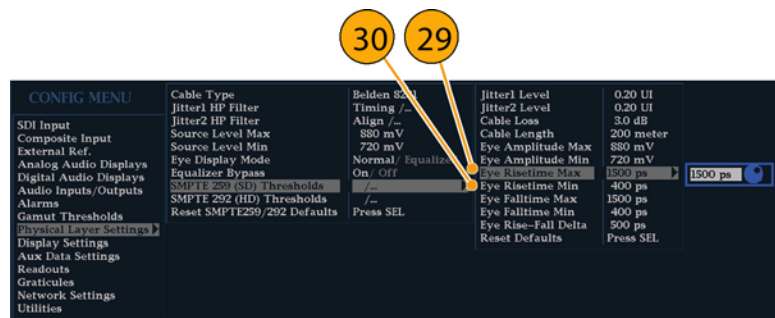 30 29
CONFIG MENU
SDI Input
Composite Input
External Ref.
Analog Audio Displays
Digital Audio Displays
Audio Inputs/Outputs
Alarms
Gamut Thresholds
Physical Layer Settings
Display Settings
Aux Data Settings
Readouts
Graticules
Network Settings
Utilities
Cable Type Belden
Jitter1 HP Filter Timing /...
Jitter2 HP Filter Align /...
Source Level Max 880 mV
Source Level Min 720 mV
Eye Display Mode Normal/ Equalize
Equalizer Bypass On/ Off
SMPTE 259 (SD) Thresholds /...
SMPTE 292 (HD) Thresholds /...
Reset SMPTE259/292 Defaults Press SEL
Jitter1 Level 0.20 UI
Jitter2 Level 0.20 UI
Cable Loss 3.0 dB
Cable Length 200 meter
Eye Amplitude Max 880 mV
Eye Amplitude Min 720 mV
Eye Risetime Max 1500 ps
Eye Risetime Min 400 ps
Eye Falltime Max 1500 ps
Eye Falltime Min 400 ps
Eye Rise-Fall Delta 500 ps
Reset Defaults Press SEL
1500 ps